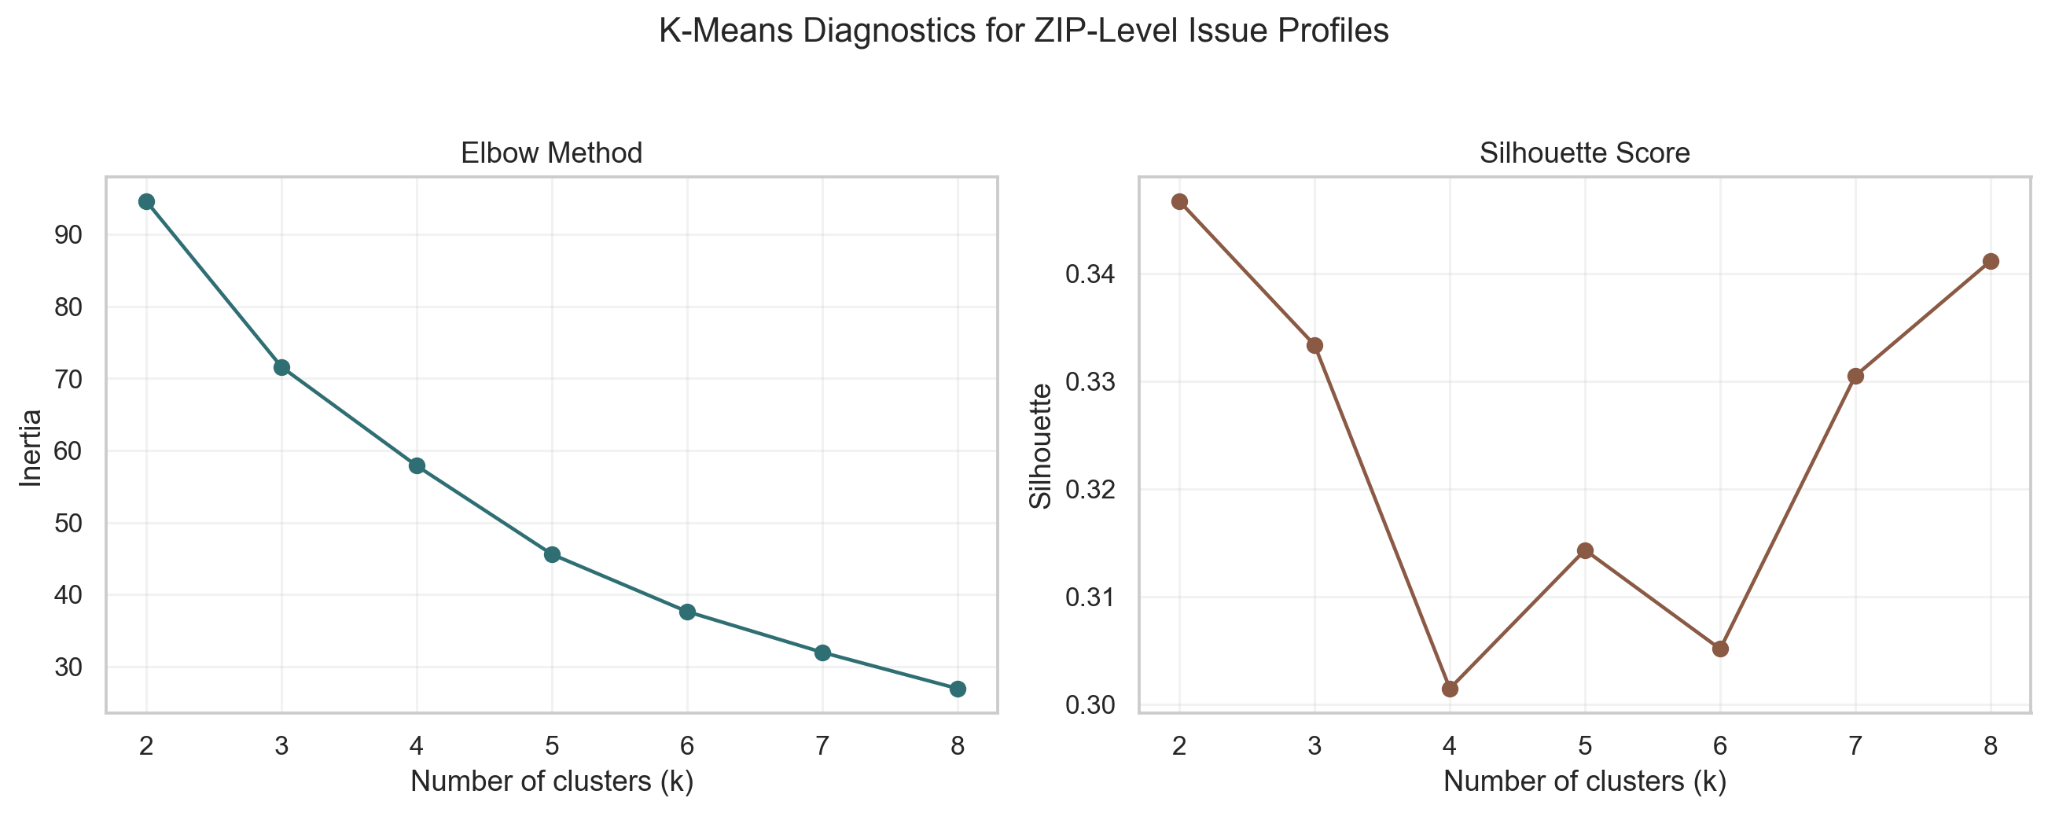 K-Means Diagnostics for ZIP-Level Issue Profiles
Elbow Method
90
80
70
60
50
40
30
Inertia
2 3 4 5 6 7 8
Number of clusters (k)
Silhouette Score
0.34
0.33
0.32
0.31
0.30
Silhouette
2 3 4 5 6 7 8
Number of clusters (k)